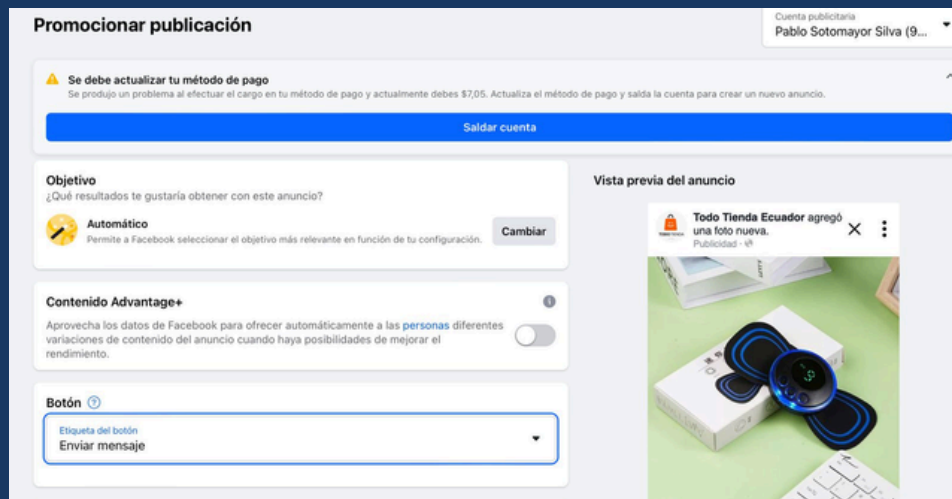 Promocionar publicación
Cuenta publicitaria
Pablo Sotomayor Silva (9...
Se debe actualizar tu método de pago
Se produjo un problema al efectuar el cargo en tu método de pago y actualmente debes $7,05. Actualiza el método de pago y salda la cuenta para crear un nuevo anuncio.
Saldar cuenta
Objetivo
¿Qué resultados te gustaría obtener con este anuncio?
Automático
Permite a Facebook seleccionar el objetivo más relevante en función de tu configuración.
Cambiar
Contenido Advantage+
Aprovecha los datos de Facebook para ofrecer automáticamente a las personas diferentes
variaciones de contenido del anuncio cuando haya posibilidades de mejorar el
rendimiento.
Botón
Etiqueta del botón
Enviar mensaje
Vista previa del anuncio
Todo Tienda Ecuador agregó
una foto nueva.
Publicidad